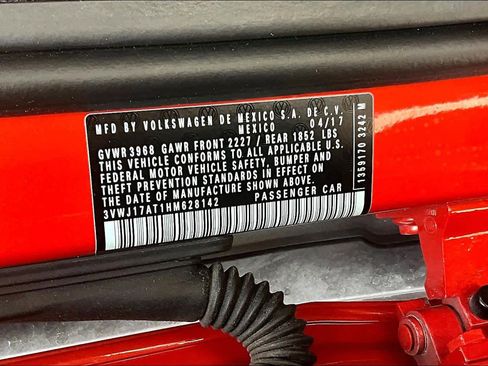 MFD BY VOLKSWAGEN DE MEXICO S.A. DE C.V.
MEXICO 04/17
GVWR 3968 GAWR FRONT 2227 / REAR 1852 LBS
THIS VEHICLE CONFORMS TO ALL APPLICABLE U.S.
FEDERAL MOTOR VEHICLE SAFETY, BUMPER AND
THEFT PREVENTION STANDARDS IN EFFECT ON
THE DATE OF MANUFACTURE SHOWN ABOVE.
3VWJ17AT1HM628142 PASSENGER CAR
1359170 3242 M